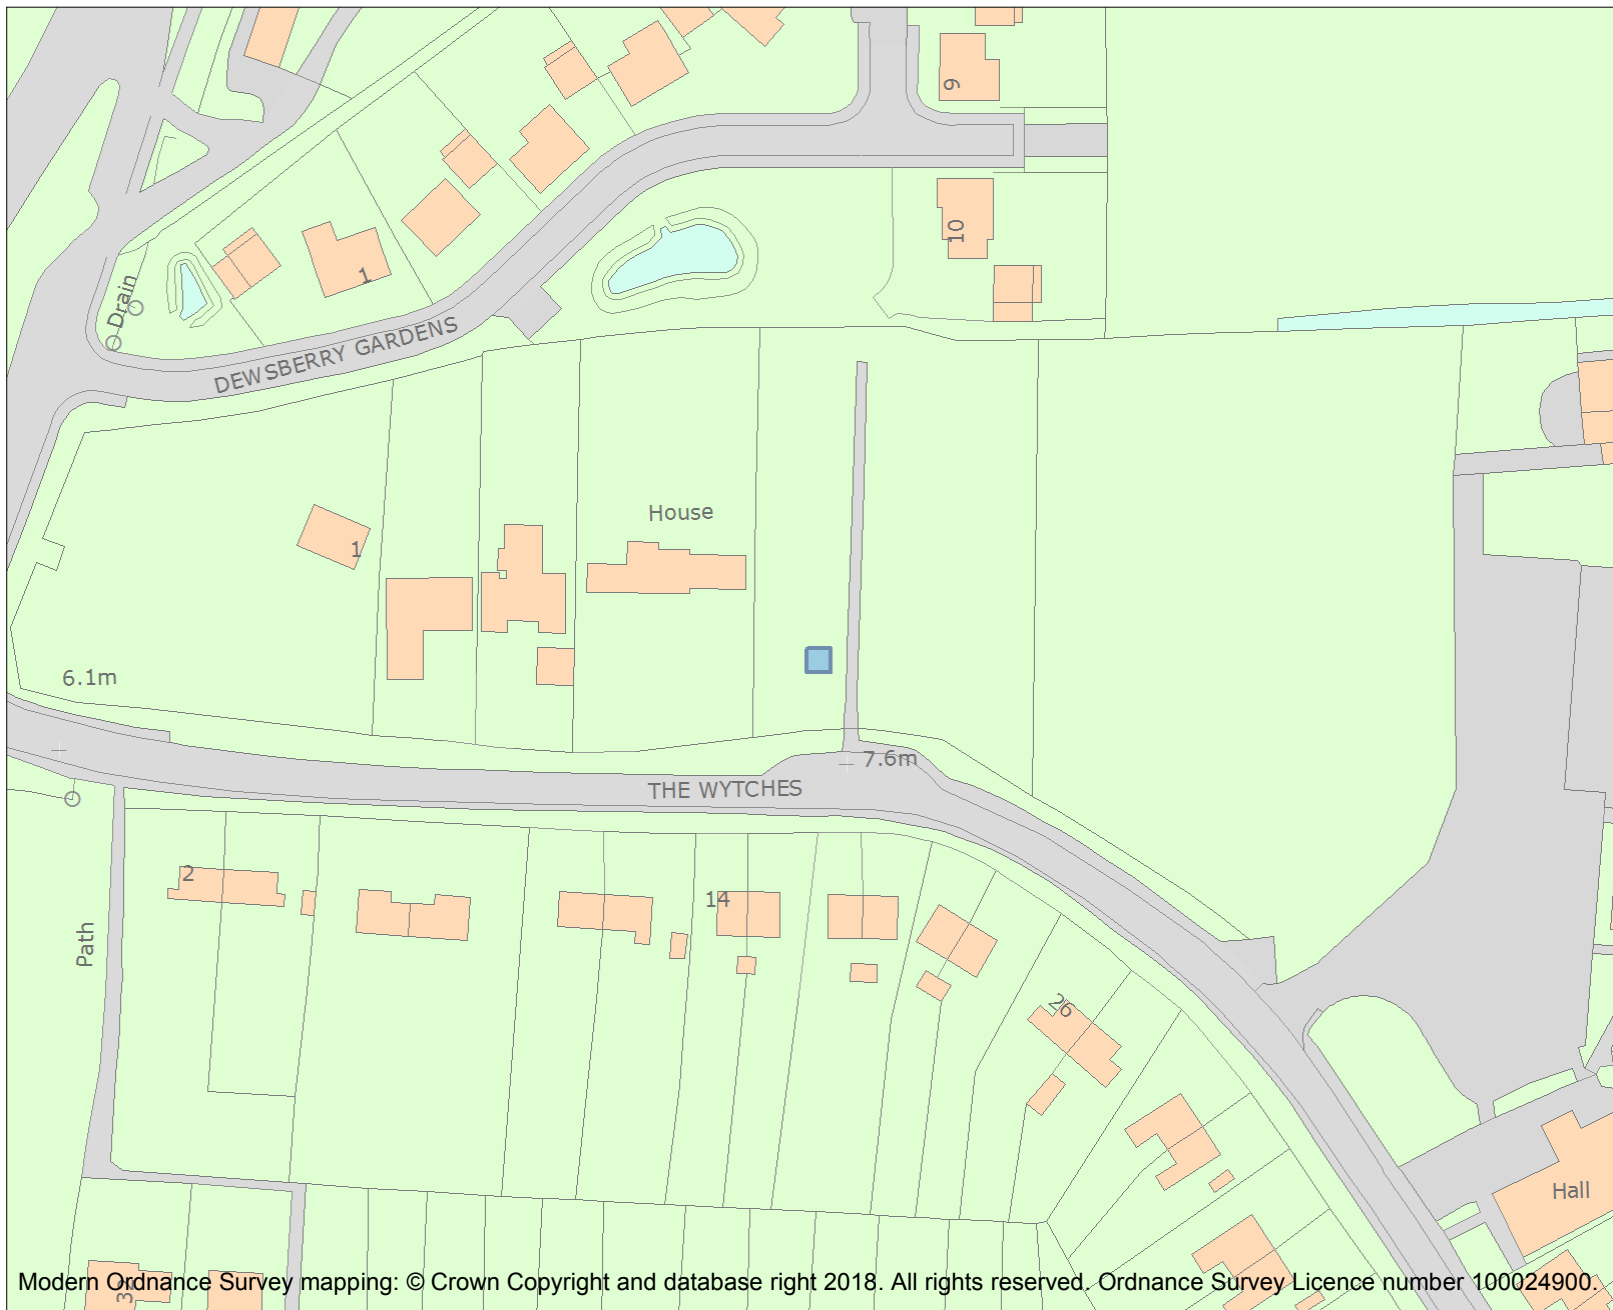 9
10
1
Drain
DEWSBERRY GARDENS
House
1
6.1m
7.6m
THE WYTCHES
2
14
Path
26
Hall
Modern Ordnance Survey mapping: © Crown Copyright and database right 2018. All rights reserved. Ordnance Survey Licence number 100024900.